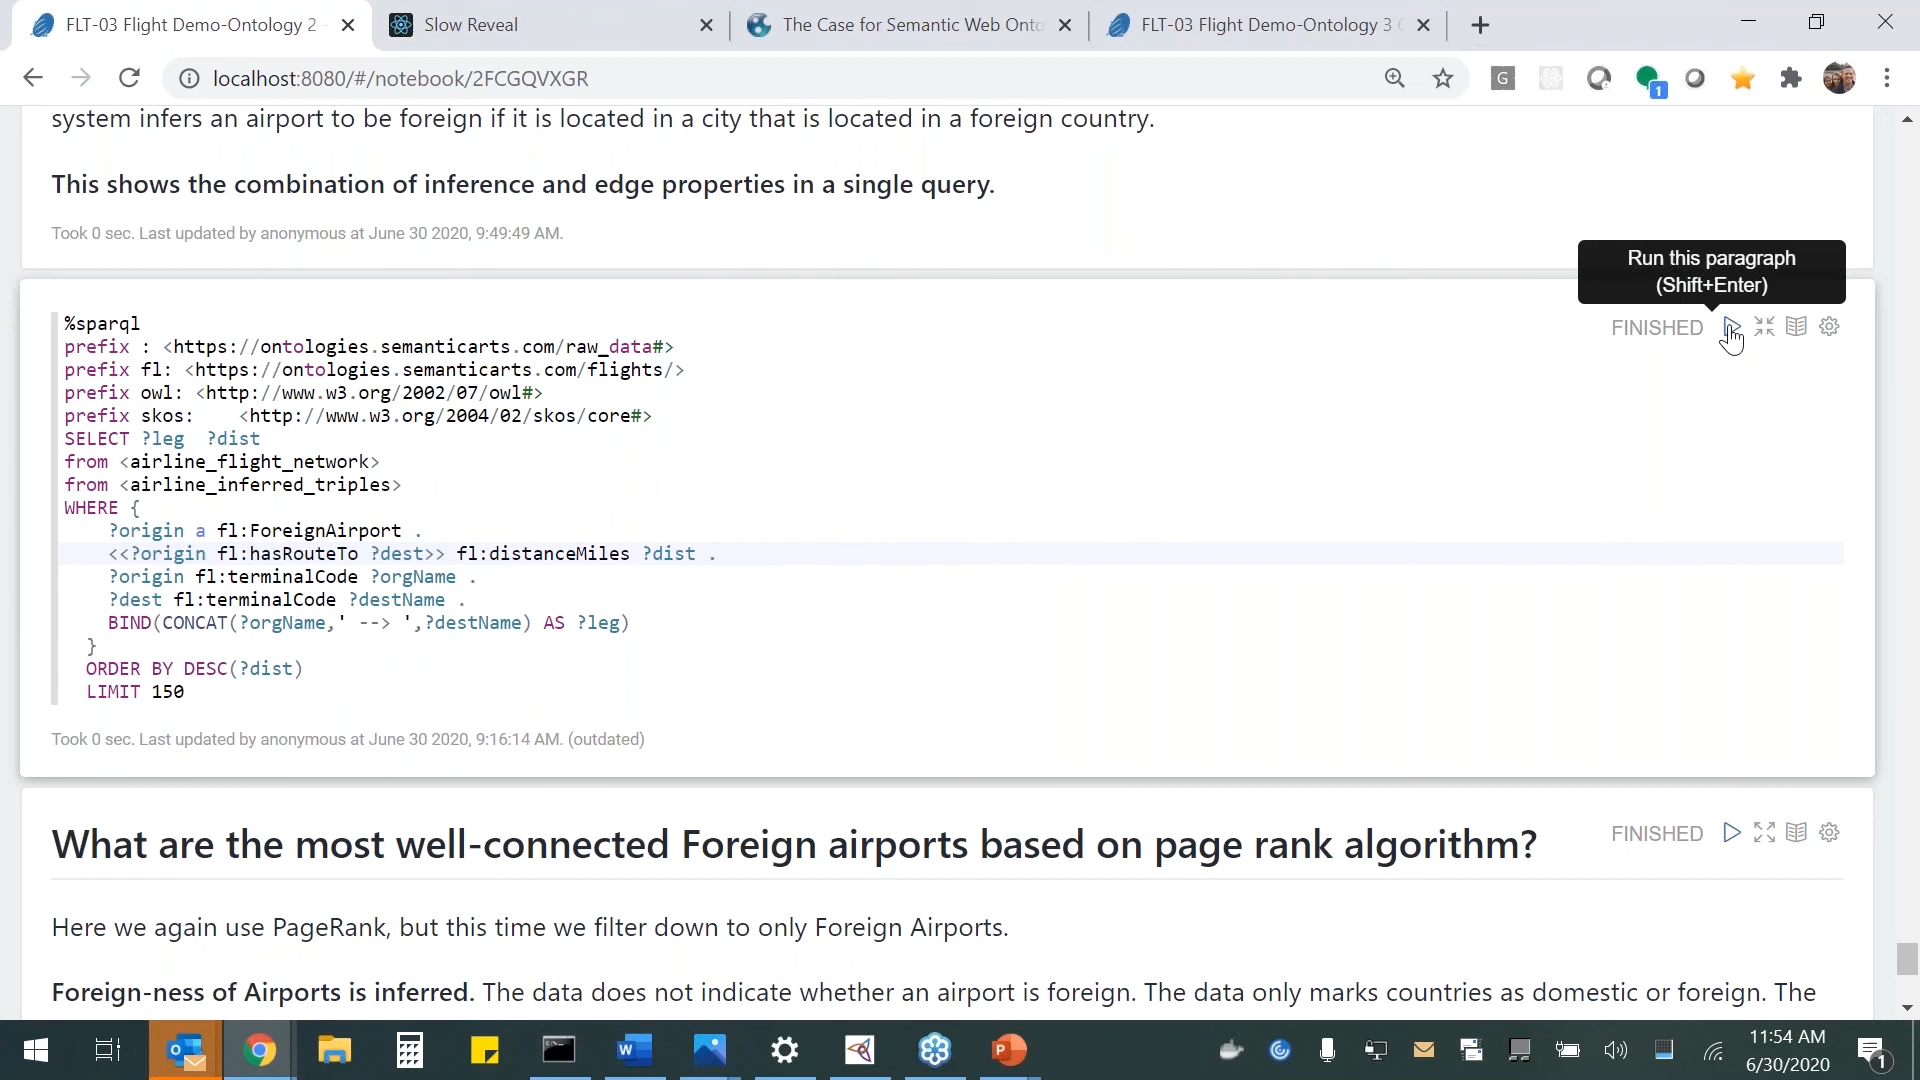 FLT-03 Flight Demo-Ontology 2 -
Slow Reveal
The Case for Semantic Web Onto
FLT-03 Flight Demo-Ontology 3 C
localhost:8080/#/notebook/2FCGQVXGR
G
1
system infers an airport to be foreign if it is located in a city that is located in a foreign country.
This shows the combination of inference and edge properties in a single query.
Took 0 sec. Last updated by anonymous at June 30 2020, 9:49:49 AM.
Run this paragraph
(Shift+Enter)
FINISHED
%sparql
prefix : <https://ontologies.semanticarts.com/raw_data#>
prefix fl: <https://ontologies.semanticarts.com/flights/>
prefix owl: <http://www.w3.org/2002/07/owl#>
prefix skos:    <http://www.w3.org/2004/02/skos/core#>
SELECT ?leg  ?dist
from <airline_flight_network>
from <airline_inferred_triples>
WHERE {
    ?origin a fl:ForeignAirport .
    <<?origin fl:hasRouteTo ?dest>> fl:distanceMiles ?dist .
    ?origin fl:terminalCode ?orgName .
    ?dest fl:terminalCode ?destName .
    BIND(CONCAT(?orgName,' --> ',?destName) AS ?leg)
  }
  ORDER BY DESC(?dist)
  LIMIT 150
Took 0 sec. Last updated by anonymous at June 30 2020, 9:16:14 AM. (outdated)
What are the most well-connected Foreign airports based on page rank algorithm?
FINISHED
Here we again use PageRank, but this time we filter down to only Foreign Airports.
Foreign-ness of Airports is inferred. The data does not indicate whether an airport is foreign. The data only marks countries as domestic or foreign. The
11:54 AM
6/30/2020
1